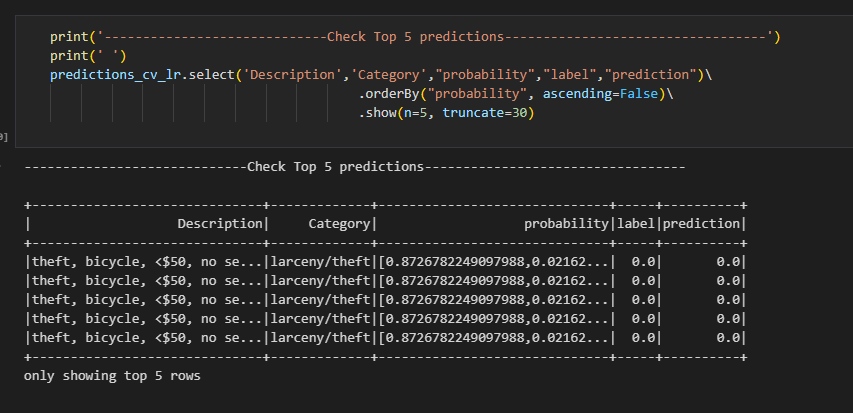 print('-----------------------------Check Top 5 predictions----------------------------------')
print(' ')
predictions_cv_lr.select('Description','Category',"probability","label","prediction")\
.orderBy("probability", ascending=False)\
.show(n=5, truncate=30)
-----------------------------Check Top 5 predictions----------------------------------
+------------------------------+-------------+------------------------------+-----+----------+
|                   Description|     Category|                   probability|label|prediction|
+------------------------------+-------------+------------------------------+-----+----------+
|theft, bicycle, <$50, no se...|larceny/theft|[0.8726782249097988,0.02162...|  0.0|       0.0|
|theft, bicycle, <$50, no se...|larceny/theft|[0.8726782249097988,0.02162...|  0.0|       0.0|
|theft, bicycle, <$50, no se...|larceny/theft|[0.8726782249097988,0.02162...|  0.0|       0.0|
|theft, bicycle, <$50, no se...|larceny/theft|[0.8726782249097988,0.02162...|  0.0|       0.0|
|theft, bicycle, <$50, no se...|larceny/theft|[0.8726782249097988,0.02162...|  0.0|       0.0|
+------------------------------+-------------+------------------------------+-----+----------+
only showing top 5 rows